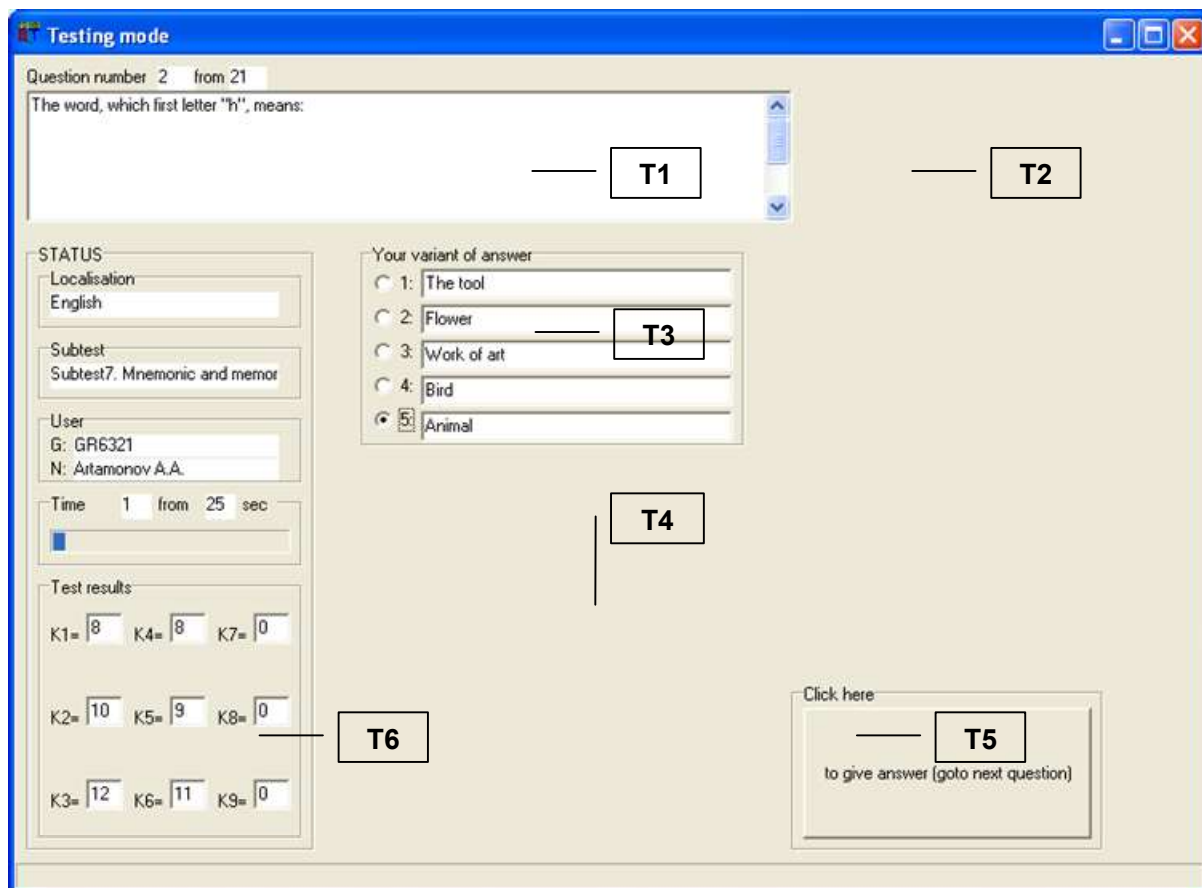 Testing mode
Question number 2 from 21
The word, which first letter "h", means:
T1
T2
STATUS
Localisation
English
Subtest
Subtest7. Mnemonic and memor
User
G: GR6321
N: Artamonov A.A.
Time 1 from 25 sec
Test results
K1= 8 K4= 8 K7= 0
K2= 10 K5= 9 K8= 0
K3= 12 K6= 11 K9= 0
T6
Your variant of answer
1: The tool
2: Flower
3: Work of art
4: Bird
5: Animal
T3
T4
Click here
T5
to give answer (goto next question)